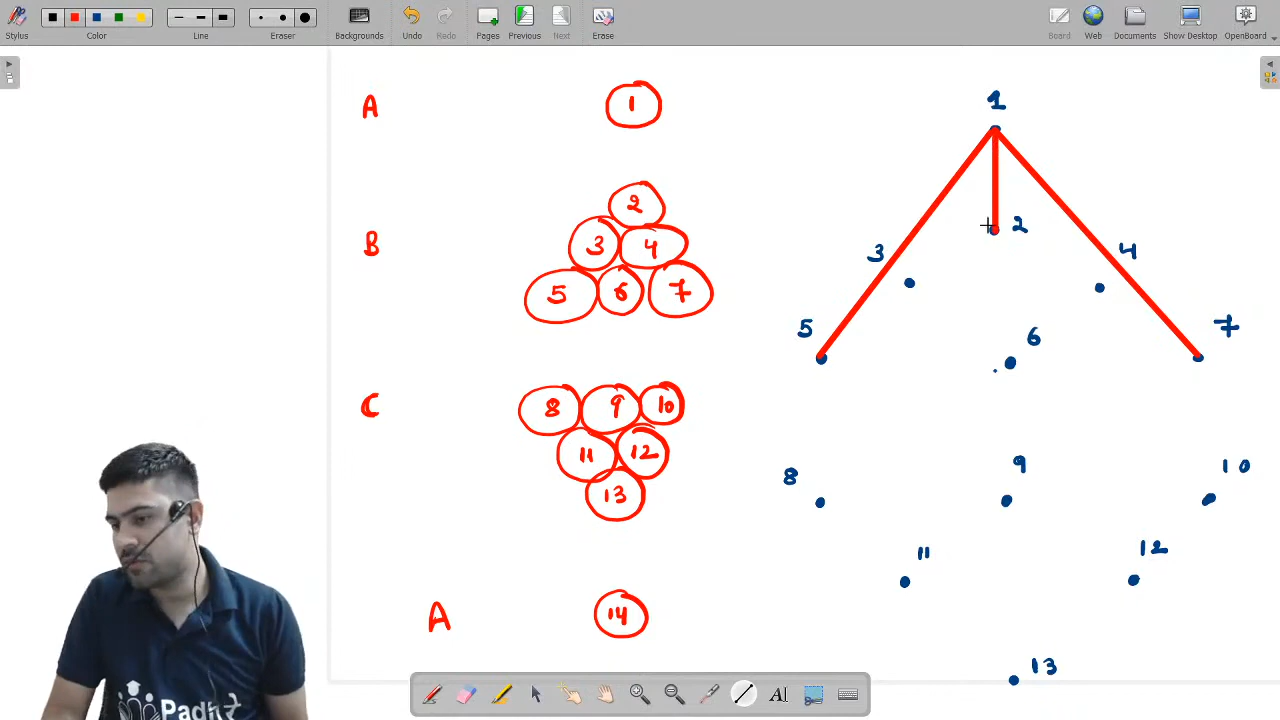 Stylus
Color
Line
Eraser
Backgrounds
Undo
Redo
Pages
Previous
Next
Erase
Board
Web
Documents
Show Desktop
OpenBoard
A
1
B
2
3 4
5 6 7
C
8 9 10
11 12
13
A
14
1
2
3 4
5 6 7
8 9 10
11 12
13
AI
Padhरे